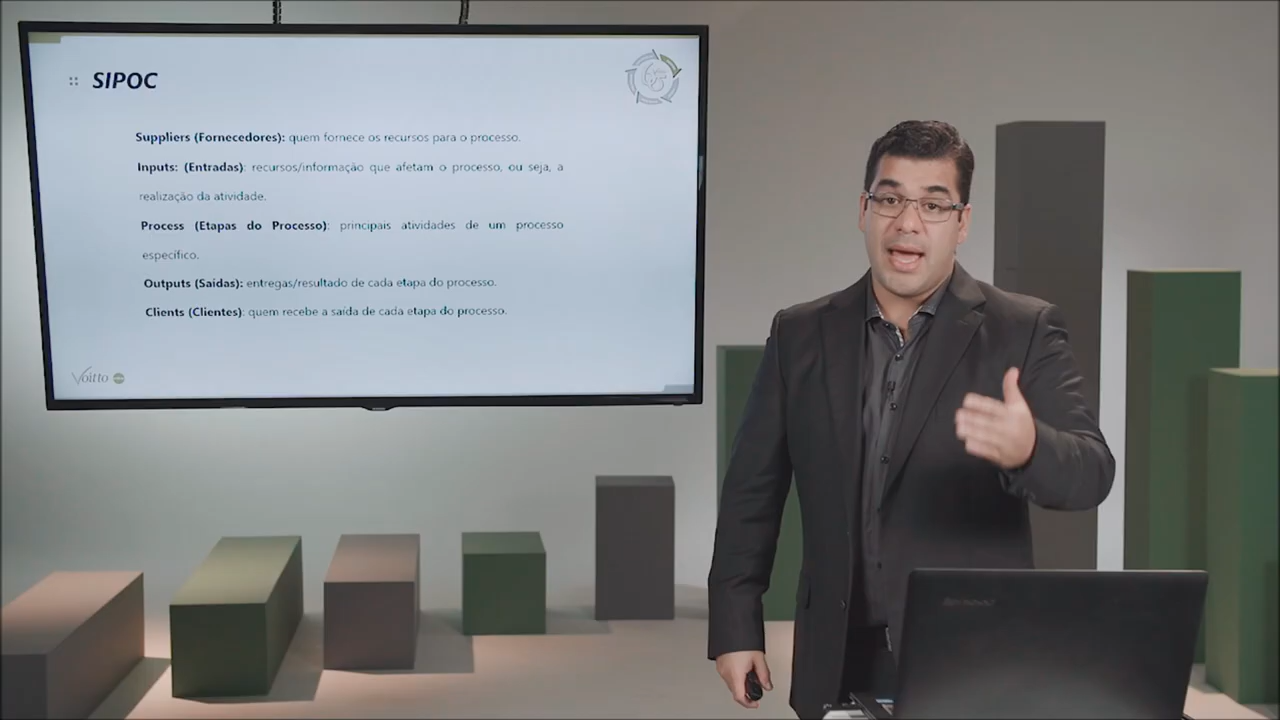 SIPOC
Suppliers (Fornecedores): quem fornece os recursos para o processo.
Inputs: (Entradas): recursos/informação que afetam o processo, ou seja, a
realização da atividade.
Process (Etapas do Processo): principais atividades de um processo
específico.
Outputs (Saídas): entregas/resultado de cada etapa do processo.
Clients (Clientes): quem recebe a saída de cada etapa do processo.
Voitto
lenovo